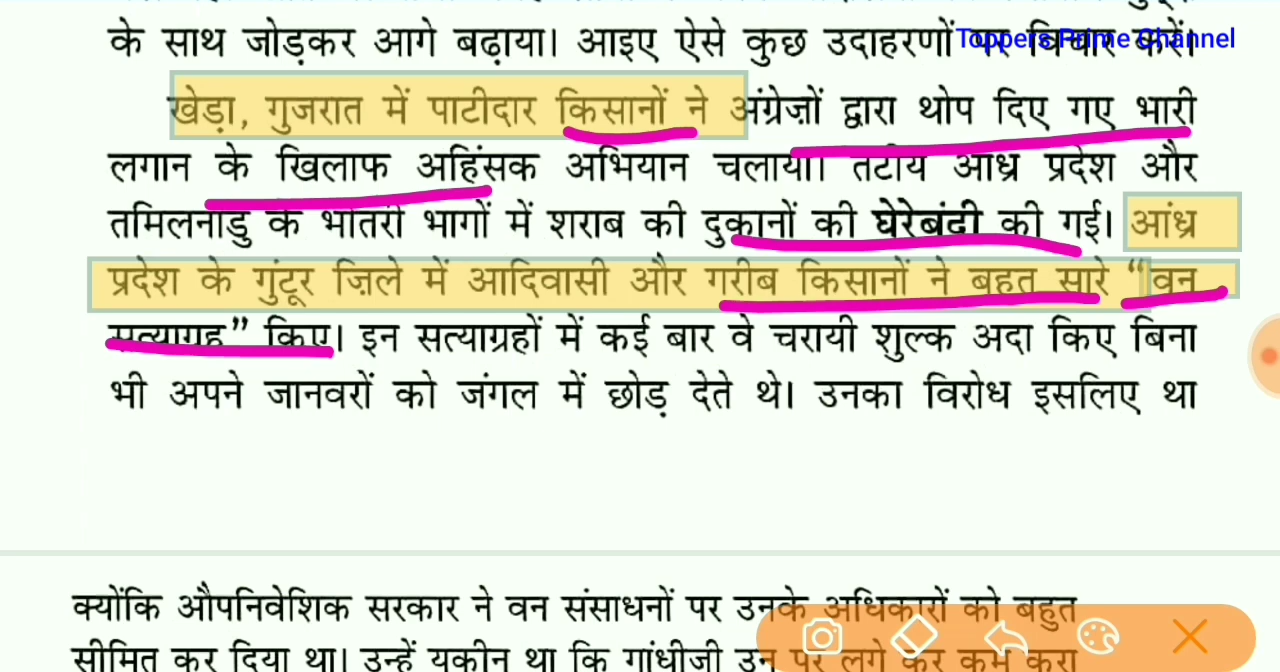 के साथ जोड़कर आगे बढ़ाया। आइए ऐसे कुछ उदाहरणों पर विचार करें।
Toppers Prime Channel
खेड़ा, गुजरात में पाटीदार किसानों ने अंग्रेज़ों द्वारा थोप दिए गए भारी
लगान के खिलाफ अहिंसक अभियान चलाया। तटीय आंध्र प्रदेश और
तमिलनाडु के भीतरी भागों में शराब की दुकानों की घेरेबंदी की गई। आंध्र
प्रदेश के गुंटूर ज़िले में आदिवासी और गरीब किसानों ने बहुत सारे “वन
सत्याग्रह” किए। इन सत्याग्रहों में कई बार वे चरायी शुल्क अदा किए बिना
भी अपने जानवरों को जंगल में छोड़ देते थे। उनका विरोध इसलिए था
क्योंकि औपनिवेशिक सरकार ने वन संसाधनों पर उनके अधिकारों को बहुत
सीमित कर दिया था। उन्हें यकीन था कि गांधीजी उन पर लगे कर कम करा